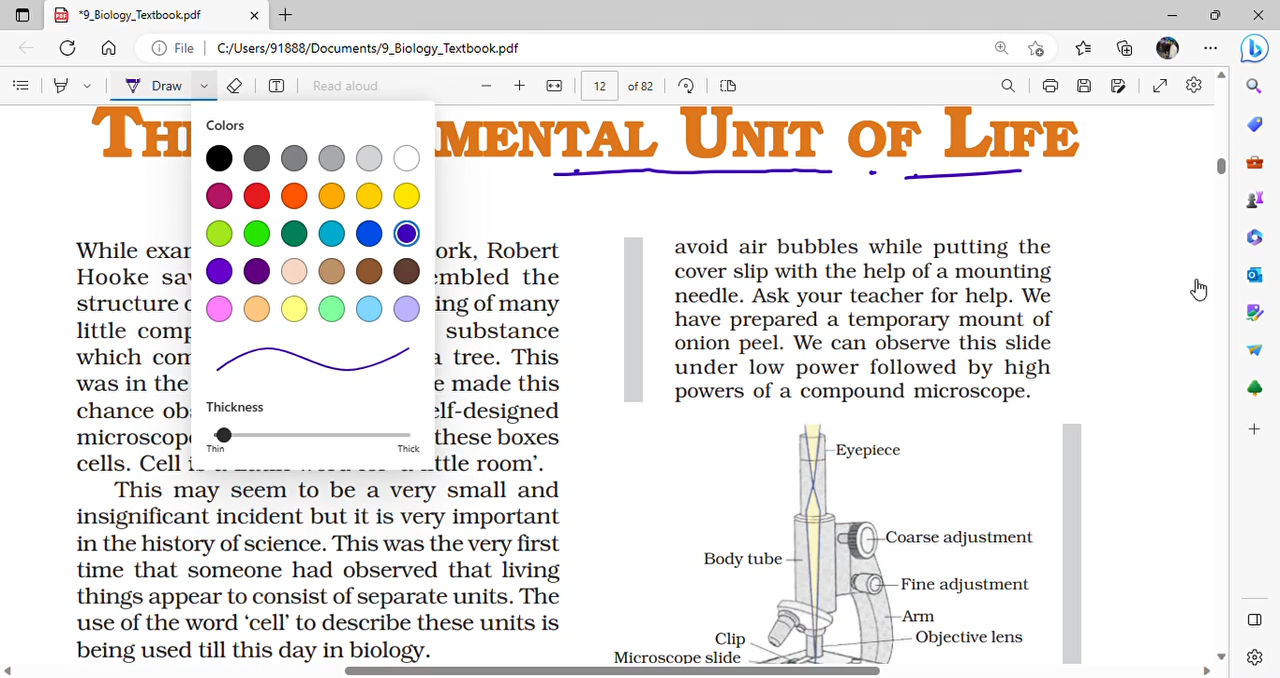 *9_Biology_Textbook.pdf
File
C:/Users/91888/Documents/9_Biology_Textbook.pdf
Draw
Read aloud
12 of 82
MENTAL UNIT OF LIFE
Colors
Thickness
Thin Thick
While
ork, Robert
Hooke
embled the
structure
ing of many
little
substance
which
a tree. This
was in the
e made this
chance
elf-designed
these boxes
cells. Cell
ttle room'.
This may seem to be a very small and
insignificant incident but it is very important
in the history of science. This was the very first
time that someone had observed that living
things appear to consist of separate units. The
use of the word 'cell' to describe these units is
being used till this day in biology.
avoid air bubbles while putting the
cover slip with the help of a mounting
needle. Ask your teacher for help. We
have prepared a temporary mount of
onion peel. We can observe this slide
under low power followed by high
powers of a compound microscope.
Eyepiece
Coarse adjustment
Body tube
Fine adjustment
Arm
Objective lens
Clip
Microscope slide